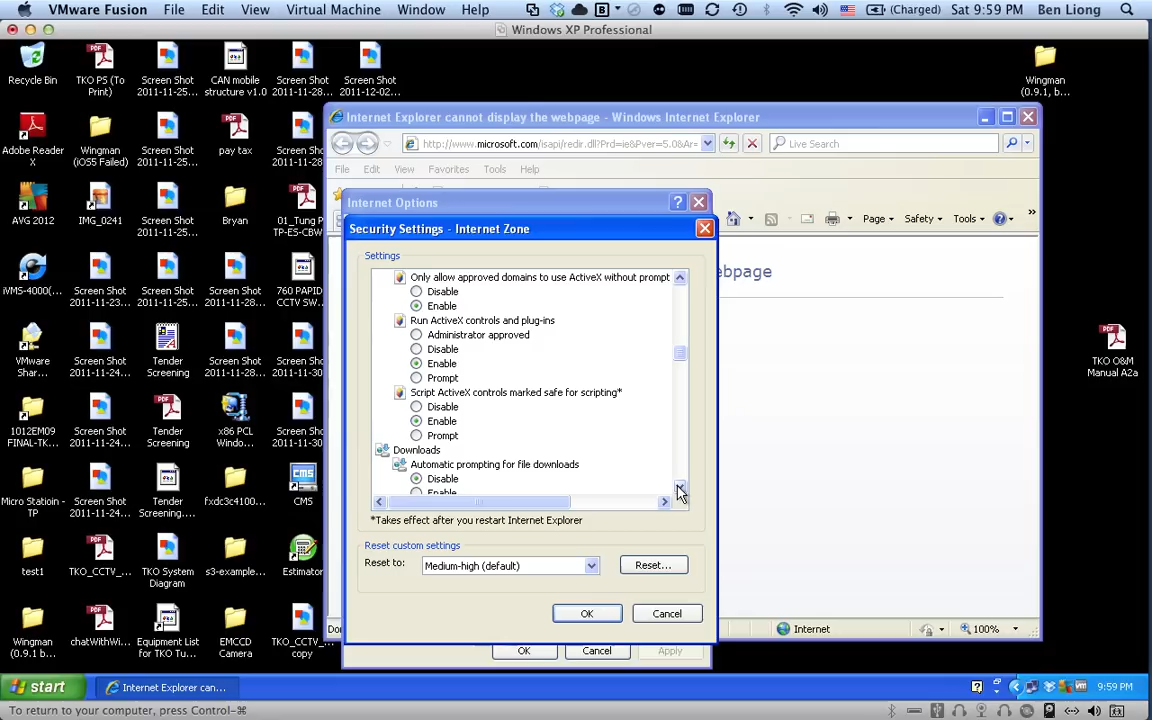 VMware Fusion File Edit View Virtual Machine Window Help (Charged) Sat 9:59 PM Ben Liong
Windows XP Professional
Recycle Bin
TKO PS (To Print)
Screen Shot 2011-11-25...
CAN mobile structure v1.0
Screen Shot 2011-11-28...
Screen Shot 2011-12-02...
Wingman (0.9.1, b...
Adobe Reader X
Wingman (iOS5 Failed)
Screen Shot 2011-11-25...
pay tax
Screen Shot 2011-11-25...
AVG 2012
IMG_0241
Screen Shot 2011-11-25...
Bryan
01_Tung P TP-ES-CBW
iVMS-4000(...
Screen Shot 2011-11-23...
Screen Shot 2011-11-25...
Screen Shot 2011-11-28...
760 PAPID CCTV SW...
VMware Shar...
Screen Shot 2011-11-24...
Tender Screening
Screen Shot 2011-11-28...
Screen Shot 2011-11-30...
TKO O&M Manual A2a
1012EM09 FINAL-TK...
Screen Shot 2011-11-24...
Tender Screening
x86 PCL Windo...
Screen Shot 2011-11-30
Micro Statioin - TP
Screen Shot 2011-11-24...
Tender Screening
fxdc3c4100...
CMS
test1
TKO_CCTV_...
TKO System Diagram
s3-example...
Estimator
Wingman (0.9.1 b...
chatWithWi...
Equipment List for TKO Tu...
EMCCD Camera
TKO_CCTV_ copy
Internet Explorer cannot display the webpage - Windows Internet Explorer
http://www.microsoft.com/isapi/redir.dll?Prd=ie&Pver=5.0&Ar=
Live Search
File Edit View Favorites Tools Help
Page Safety Tools
ebpage
Internet Options
Security Settings - Internet Zone
Settings
Only allow approved domains to use ActiveX without prompt
Disable
Enable
Run ActiveX controls and plug-ins
Administrator approved
Disable
Enable
Prompt
Script ActiveX controls marked safe for scripting*
Disable
Enable
Prompt
Downloads
Automatic prompting for file downloads
Disable
Enable
*Takes effect after you restart Internet Explorer
Reset custom settings
Reset to: Medium-high (default) Reset...
OK Cancel
OK Cancel Apply
Internet 100%
start Internet Explorer can... 9:59 PM
To return to your computer, press Control-⌘